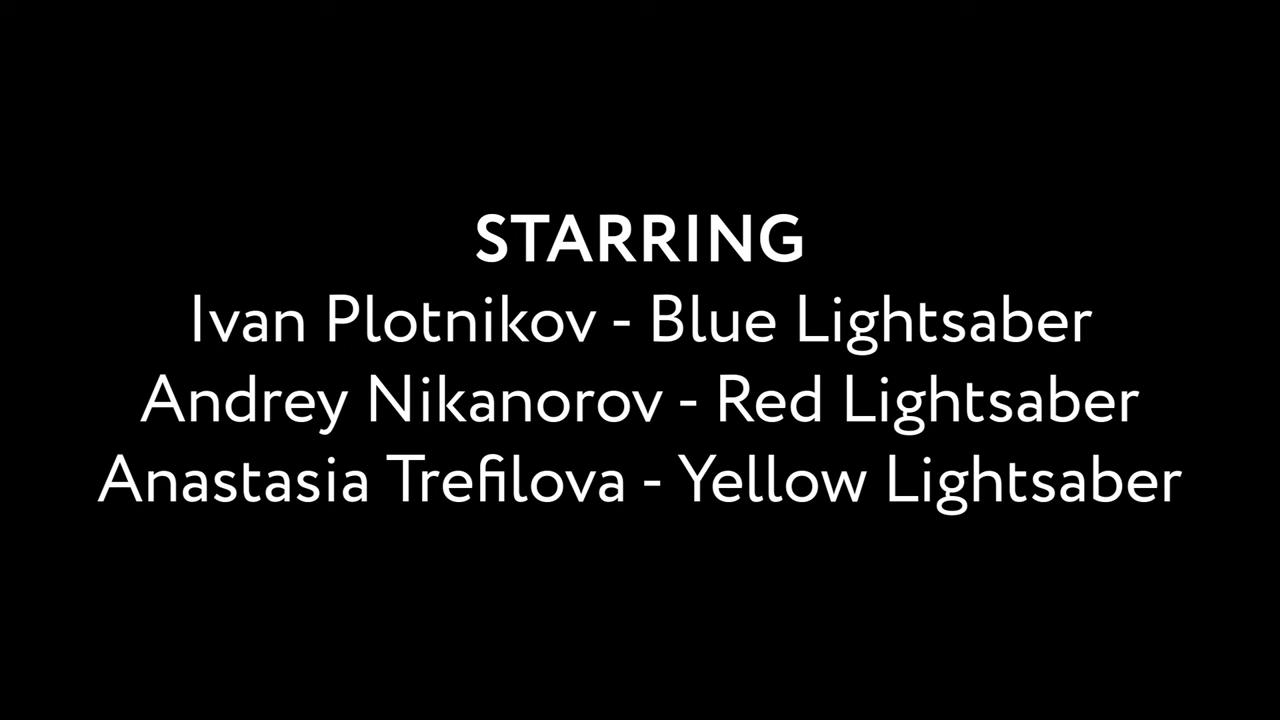 STARRING
Ivan Plotnikov - Blue Lightsaber
Andrey Nikanorov - Red Lightsaber
Anastasia Trefilova - Yellow Lightsaber